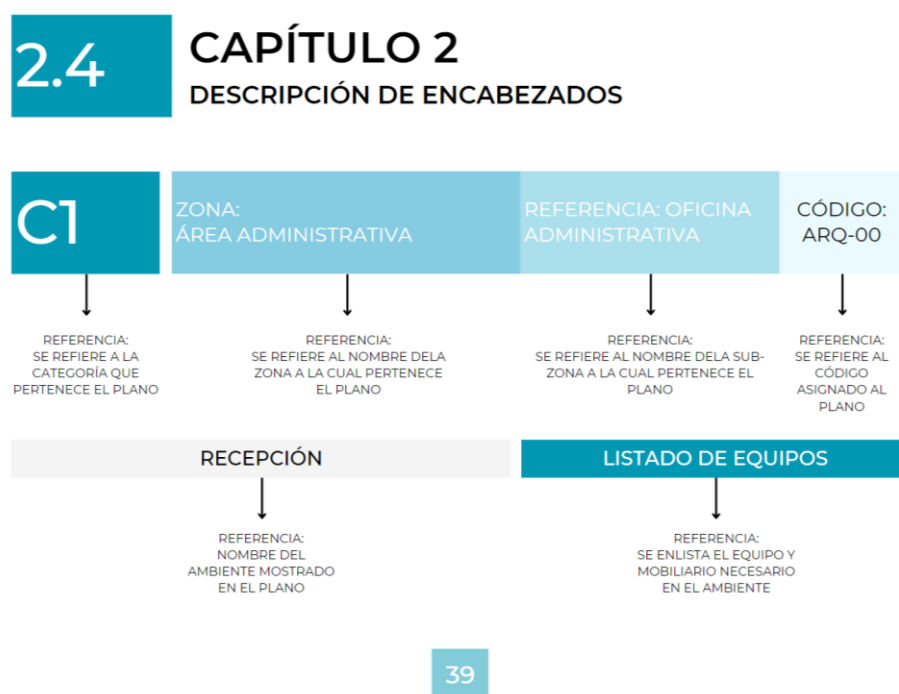 2.4
CAPÍTULO 2
DESCRIPCIÓN DE ENCABEZADOS
C1
ZONA:
ÁREA ADMINISTRATIVA
REFERENCIA: OFICINA
ADMINISTRATIVA
CÓDIGO:
ARQ-00
REFERENCIA:
SE REFIERE A LA
CATEGORÍA QUE
PERTENECE EL PLANO
REFERENCIA:
SE REFIERE AL NOMBRE DELA
ZONA A LA CUAL PERTENECE
EL PLANO
REFERENCIA:
SE REFIERE AL NOMBRE DELA SUB-
ZONA A LA CUAL PERTENECE EL
PLANO
REFERENCIA:
SE REFIERE AL
CÓDIGO
ASIGNADO AL
PLANO
RECEPCIÓN
LISTADO DE EQUIPOS
REFERENCIA:
NOMBRE DEL
AMBIENTE MOSTRADO
EN EL PLANO
REFERENCIA:
SE ENLISTA EL EQUIPO Y
MOBILIARIO NECESARIO
EN EL AMBIENTE
39